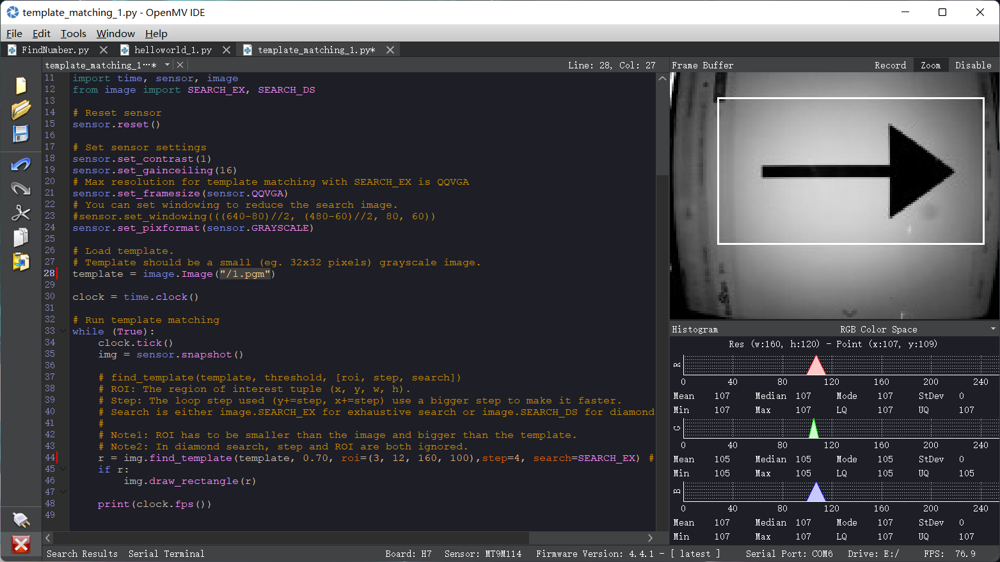 template_matching_1.py - OpenMV IDE
File Edit Tools Window Help
FindNumber.py helloworld_1.py template_matching_1.py*
template_matching_1···* Line: 28, Col: 27
Frame Buffer Record Zoom Disable
11 import time, sensor, image
12 from image import SEARCH_EX, SEARCH_DS
13
14 # Reset sensor
15 sensor.reset()
16
17 # Set sensor settings
18 sensor.set_contrast(1)
19 sensor.set_gainceiling(16)
20 # Max resolution for template matching with SEARCH_EX is QQVGA
21 sensor.set_framesize(sensor.QQVGA)
22 # You can set windowing to reduce the search image.
23 #sensor.set_windowing(((640-80)//2, (480-60)//2, 80, 60))
24 sensor.set_pixformat(sensor.GRAYSCALE)
25
26 # Load template.
27 # Template should be a small (eg. 32x32 pixels) grayscale image.
28 template = image.Image("/1.pgm")
29
30 clock = time.clock()
31
32 # Run template matching
33 while (True):
34 clock.tick()
35 img = sensor.snapshot()
36
37 # find_template(template, threshold, [roi, step, search])
38 # ROI: The region of interest tuple (x, y, w, h).
39 # Step: The loop step used (y+=step, x+=step) use a bigger step to make it faster.
40 # Search is either image.SEARCH_EX for exhaustive search or image.SEARCH_DS for diamond
41 #
42 # Note1: ROI has to be smaller than the image and bigger than the template.
43 # Note2: In diamond search, step and ROI are both ignored.
44 r = img.find_template(template, 0.70, roi=(3, 12, 160, 100),step=4, search=SEARCH_EX) #
45 if r:
46 img.draw_rectangle(r)
47
48 print(clock.fps())
49
Histogram RGB Color Space
Res (w:160, h:120) - Point (x:107, y:109)
R
0 40 80 120 160 200 240
Mean 107 Median 107 Mode 107 StDev 0
Min 107 Max 107 LQ 107 UQ 107
G
0 40 80 120 160 200 240
Mean 105 Median 105 Mode 105 StDev 0
Min 105 Max 105 LQ 105 UQ 105
B
0 40 80 120 160 200 240
Mean 107 Median 107 Mode 107 StDev 0
Min 107 Max 107 LQ 107 UQ 107
Search Results Serial Terminal Board: H7 Sensor: MT9M114 Firmware Version: 4.4.1 - [ latest ] Serial Port: COM6 Drive: E:/ FPS: 76.9